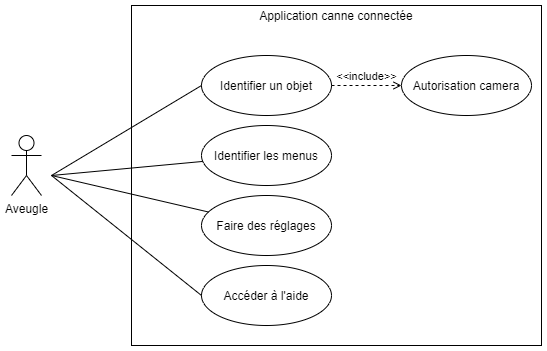 Application canne connectée
Identifier un objet
<<include>>
Autorisation camera
Identifier les menus
Aveugle
Faire des réglages
Accéder à l'aide